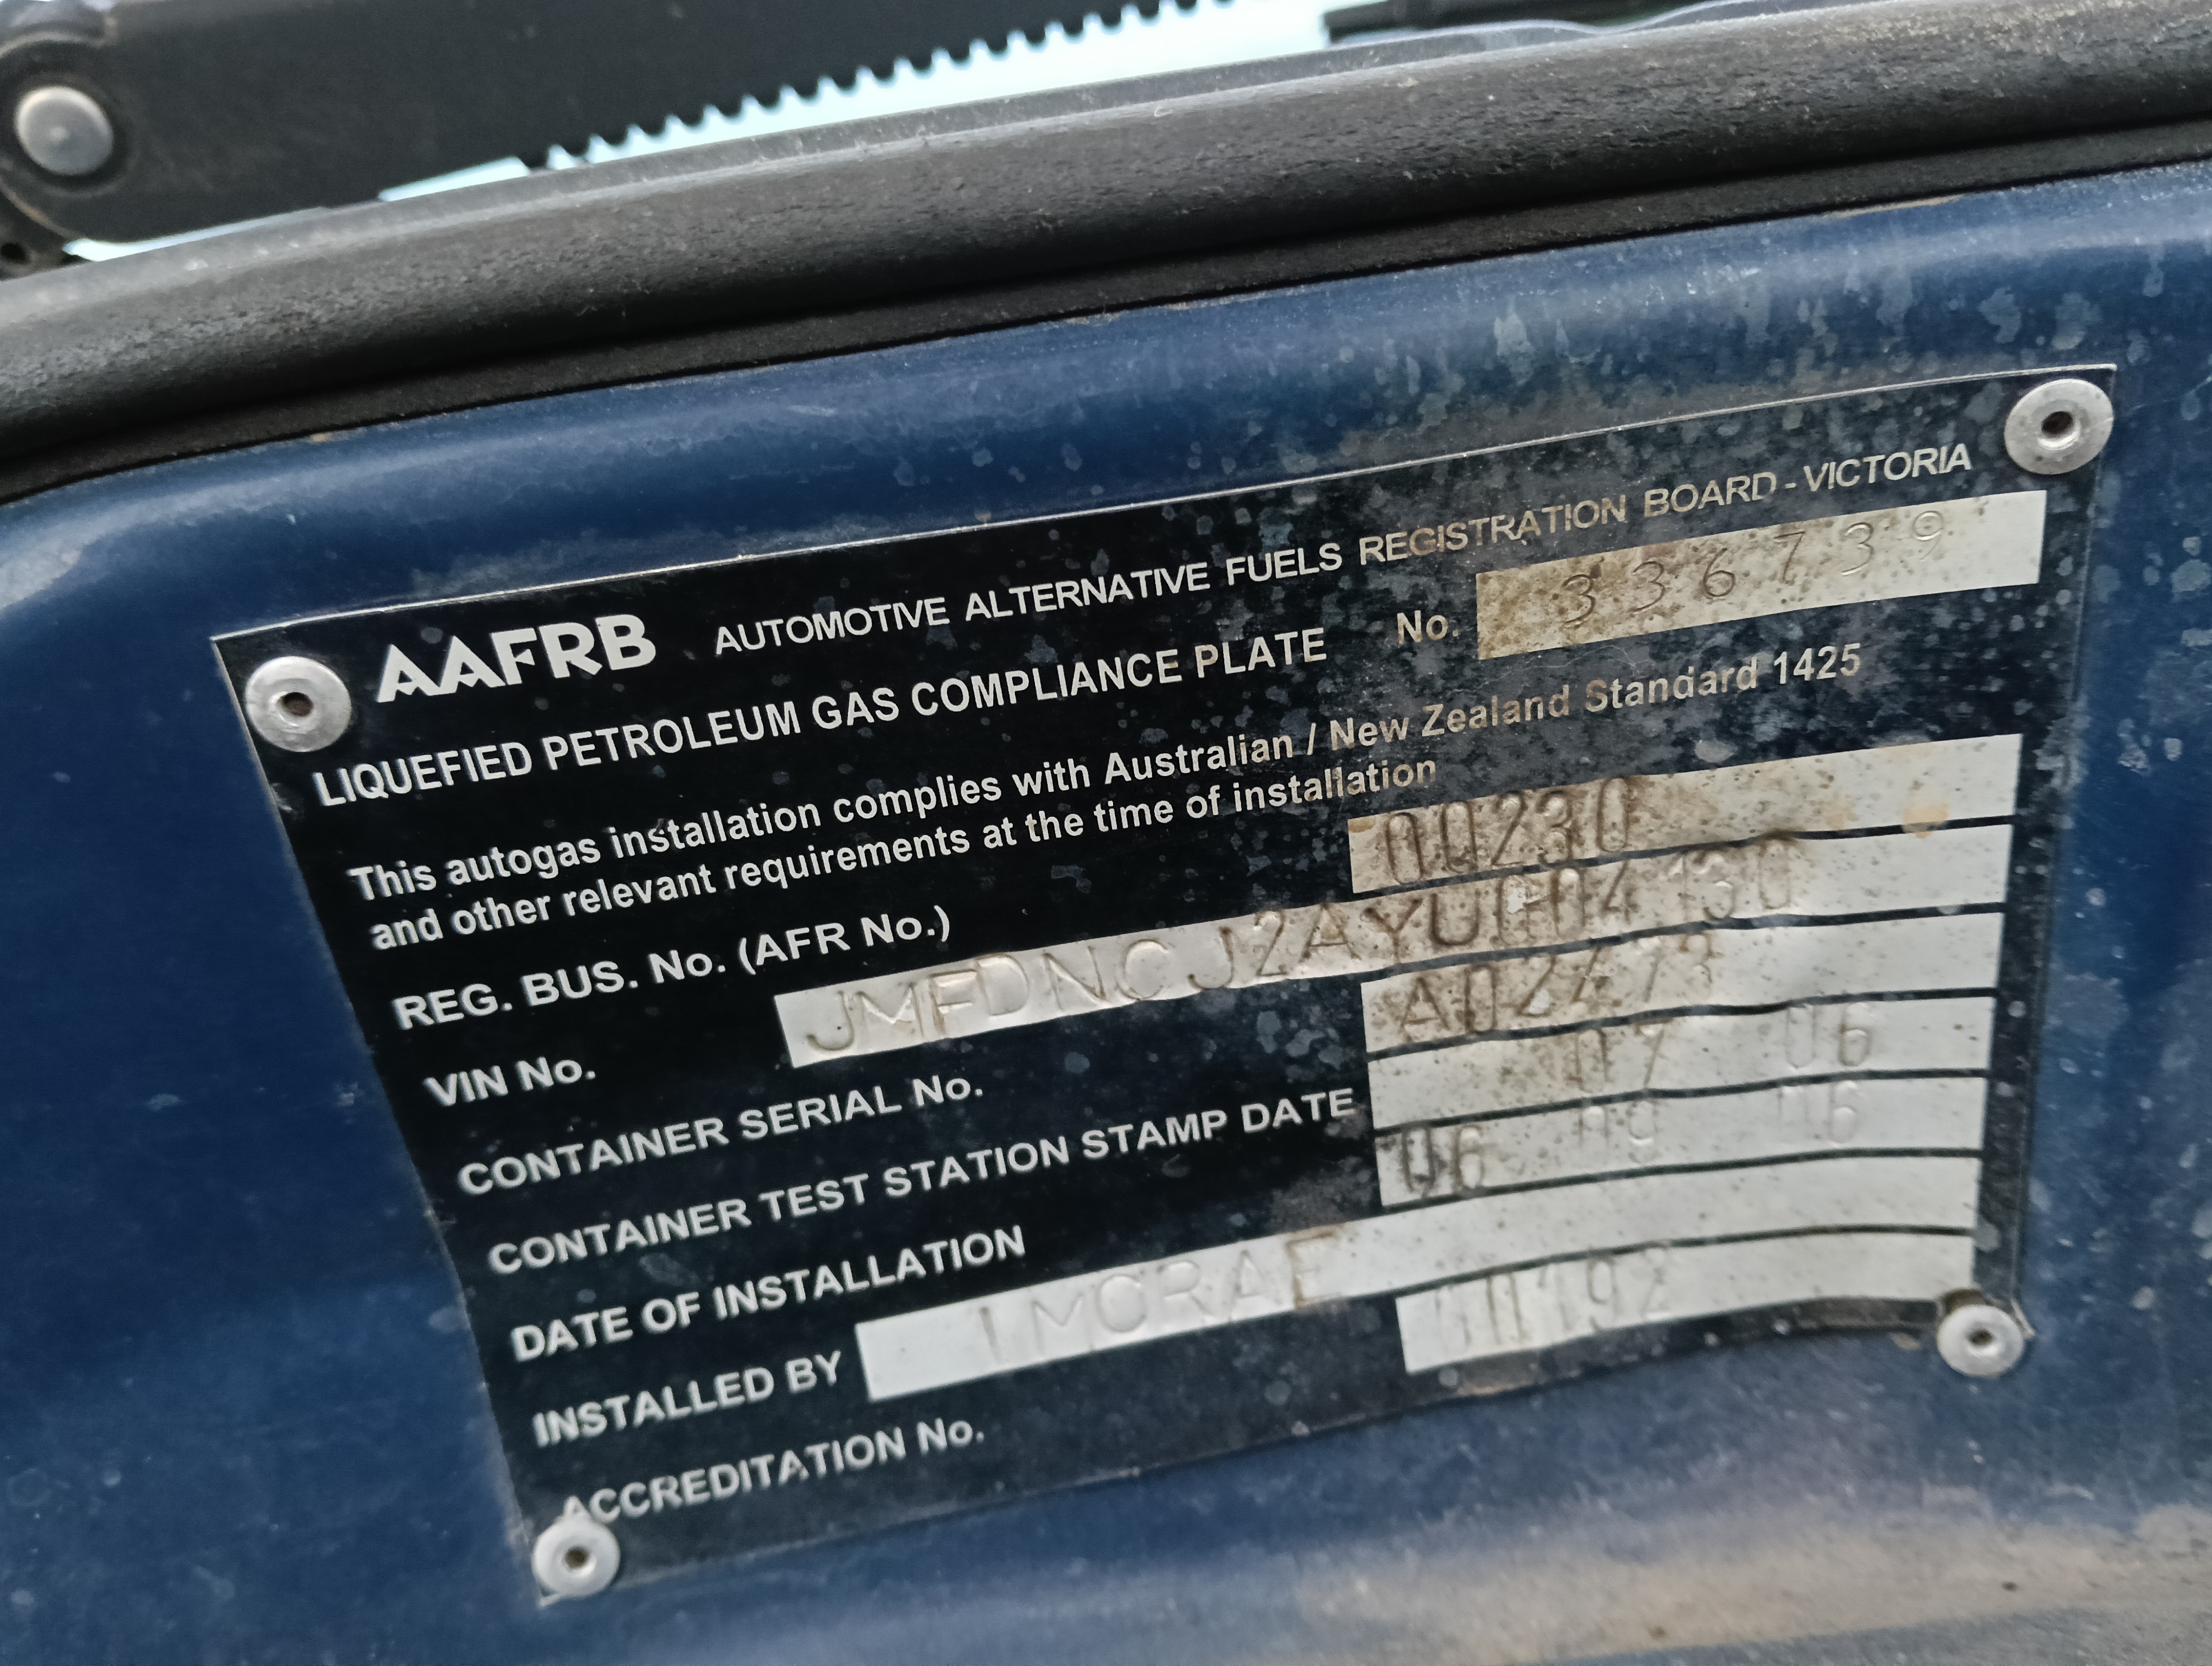 AAFRB AUTOMOTIVE ALTERNATIVE FUELS REGISTRATION BOARD - VICTORIA
LIQUEFIED PETROLEUM GAS COMPLIANCE PLATE No. 336739
This autogas installation complies with Australian / New Zealand Standard 1425
and other relevant requirements at the time of installation
REG. BUS. No. (AFR No.) 00230
VIN No.
CONTAINER SERIAL No. A02473
CONTAINER TEST STATION STAMP DATE 07 06
DATE OF INSTALLATION 06 09 06
INSTALLED BY I MCRAE
ACCREDITATION No.